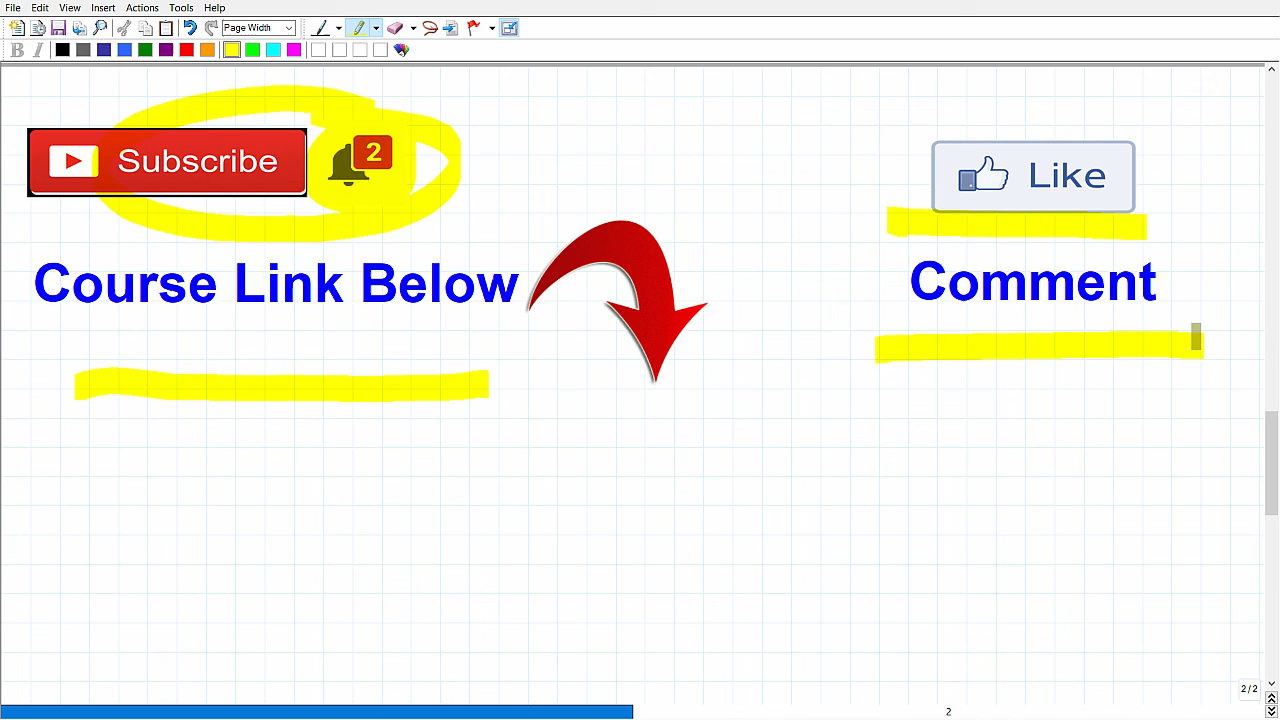 File Edit View Insert Actions Tools Help
Page Width
B I
Subscribe 2
Like
Course Link Below
Comment
2/2
2